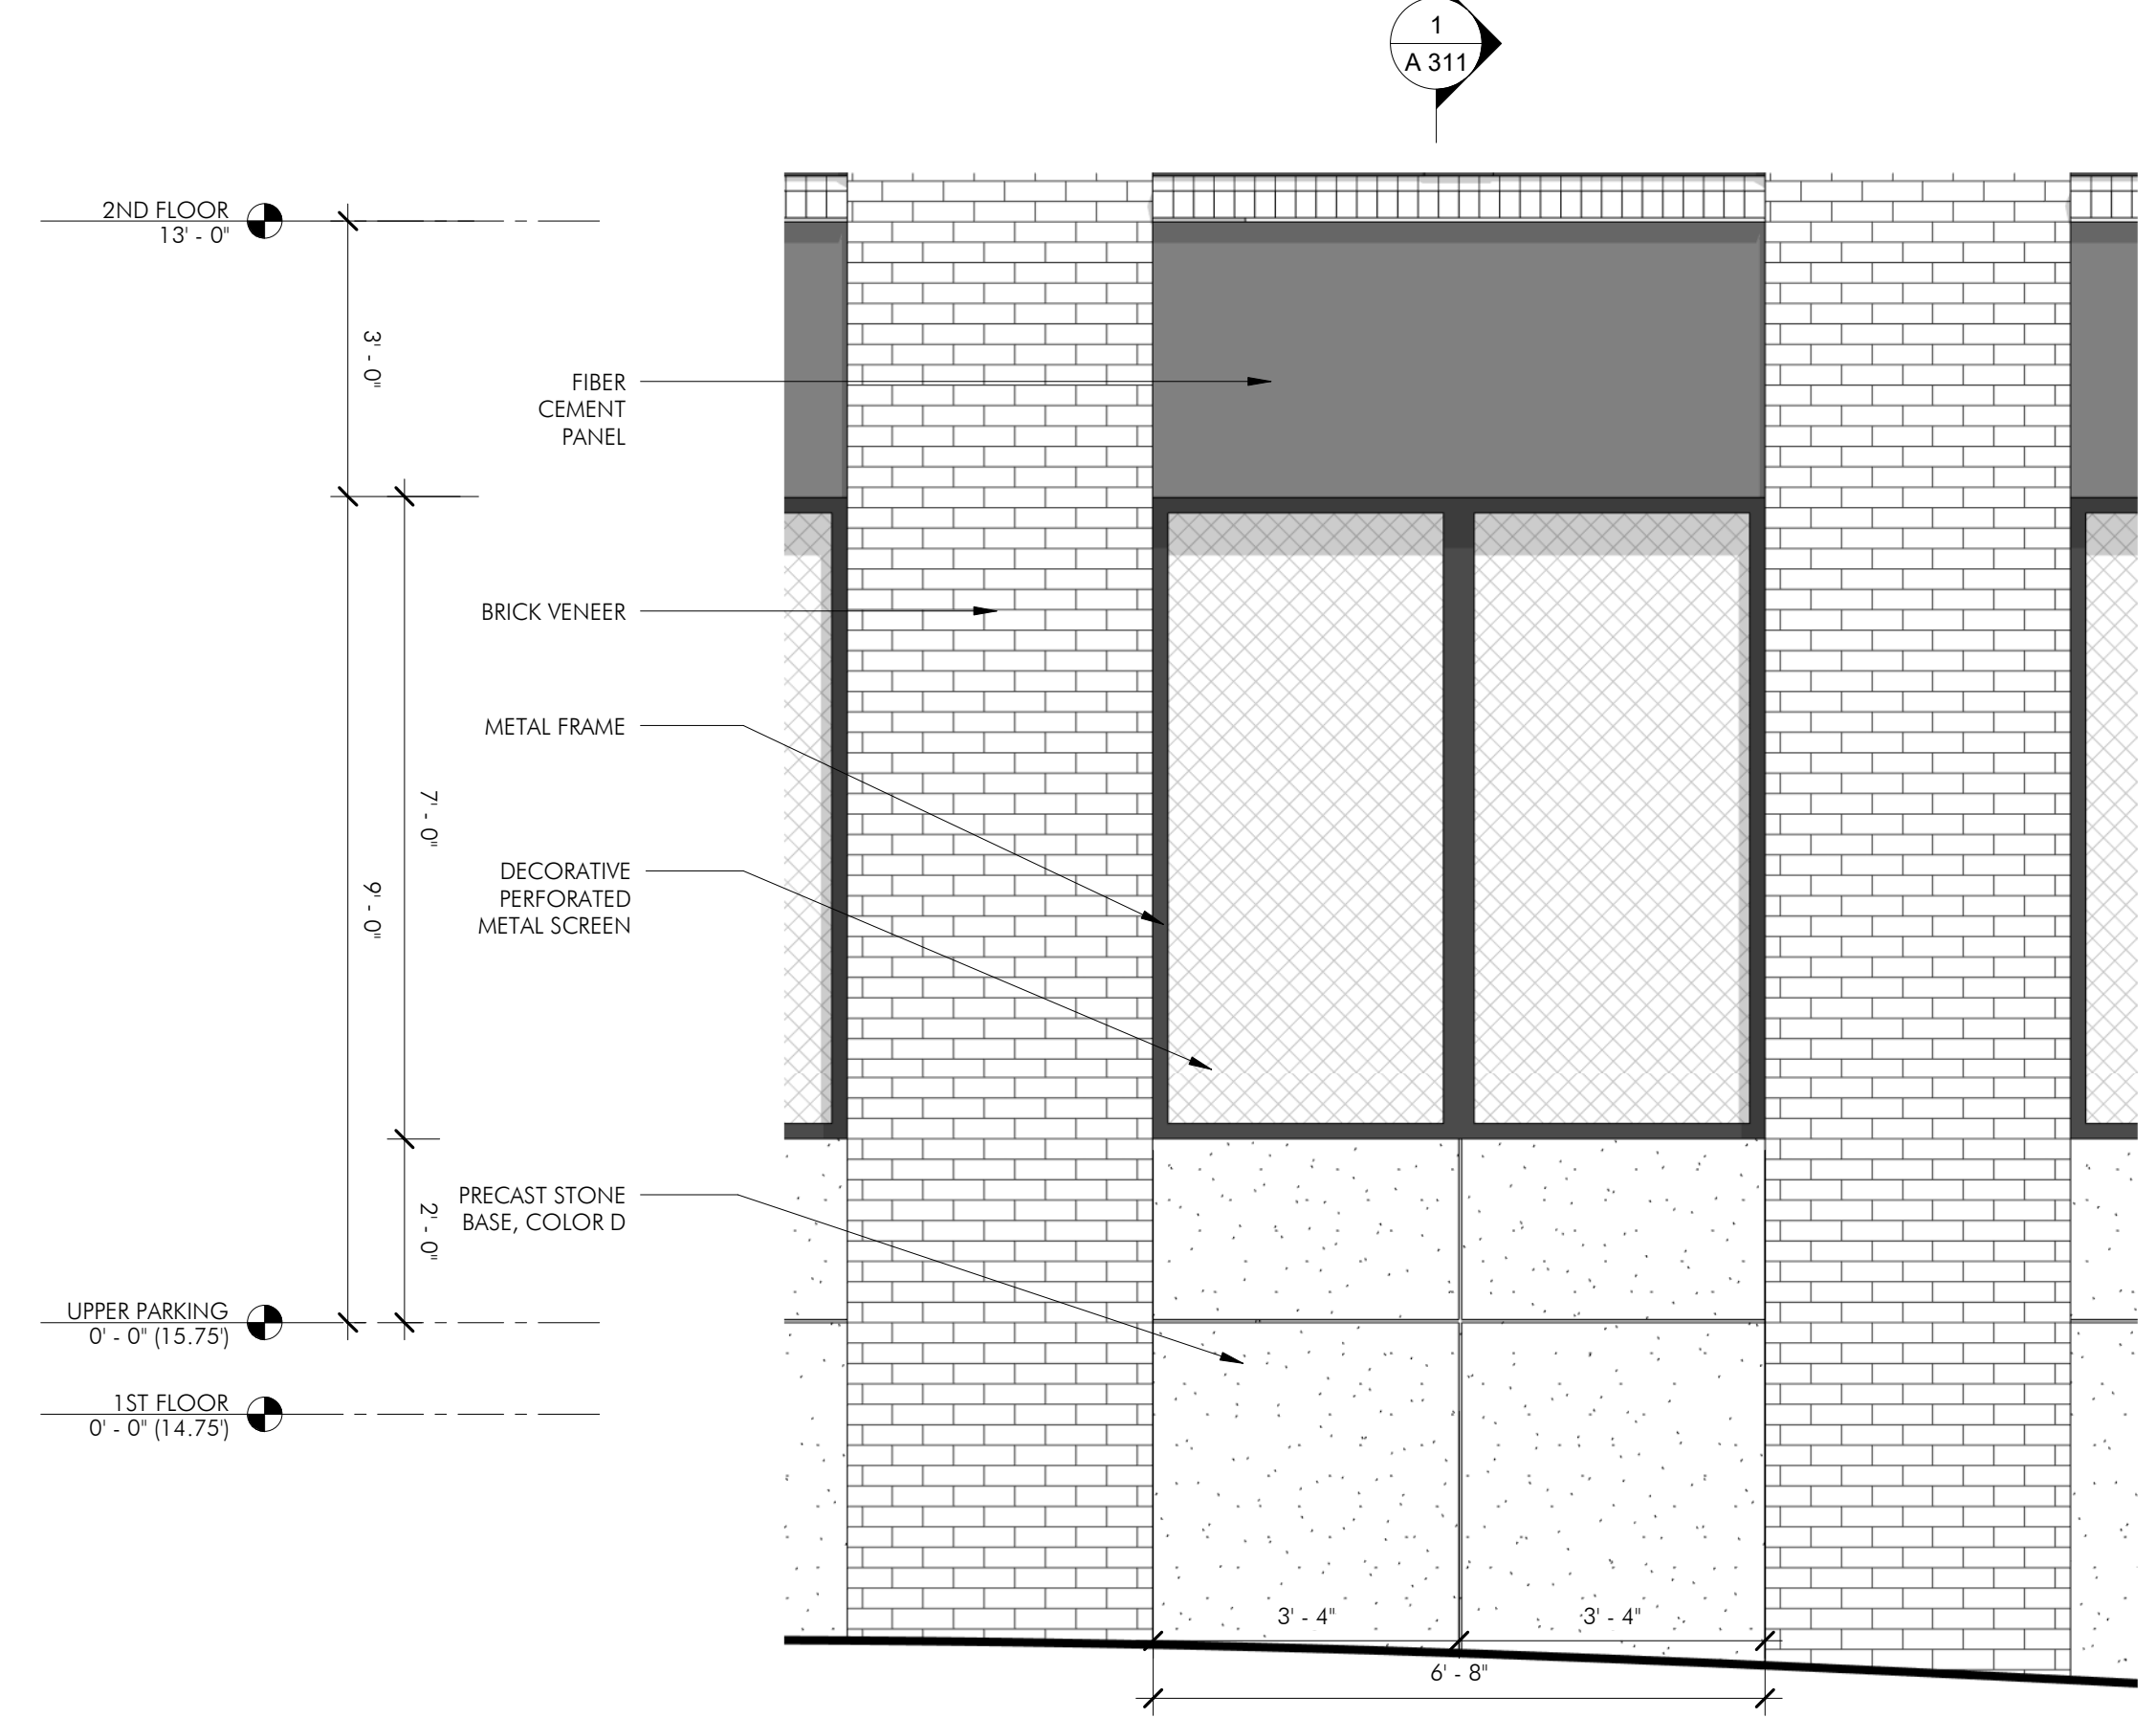 1
A 311
2ND FLOOR
13' - 0"
3' - 0"
FIBER
CEMENT
PANEL
BRICK VENEER
METAL FRAME
7' - 0"
9' - 0"
DECORATIVE
PERFORATED
METAL SCREEN
PRECAST STONE
BASE, COLOR D
2' - 0"
UPPER PARKING
0' - 0" (15.75')
1ST FLOOR
0' - 0" (14.75')
3' - 4"
3' - 4"
6' - 8"